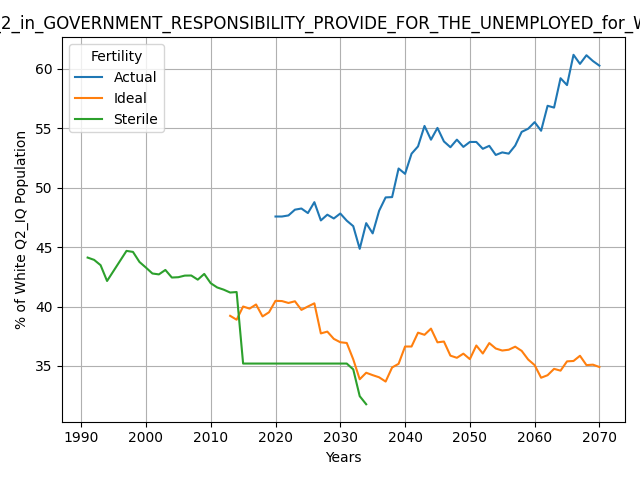 2_in_GOVERNMENT_RESPONSIBILITY_PROVIDE_FOR_THE_UNEMPLOYED_for_W
Fertility
Actual
Ideal
Sterile
% of White Q2_IQ Population
60
55
50
45
40
35
1990 2000 2010 2020 2030 2040 2050 2060 2070
Years